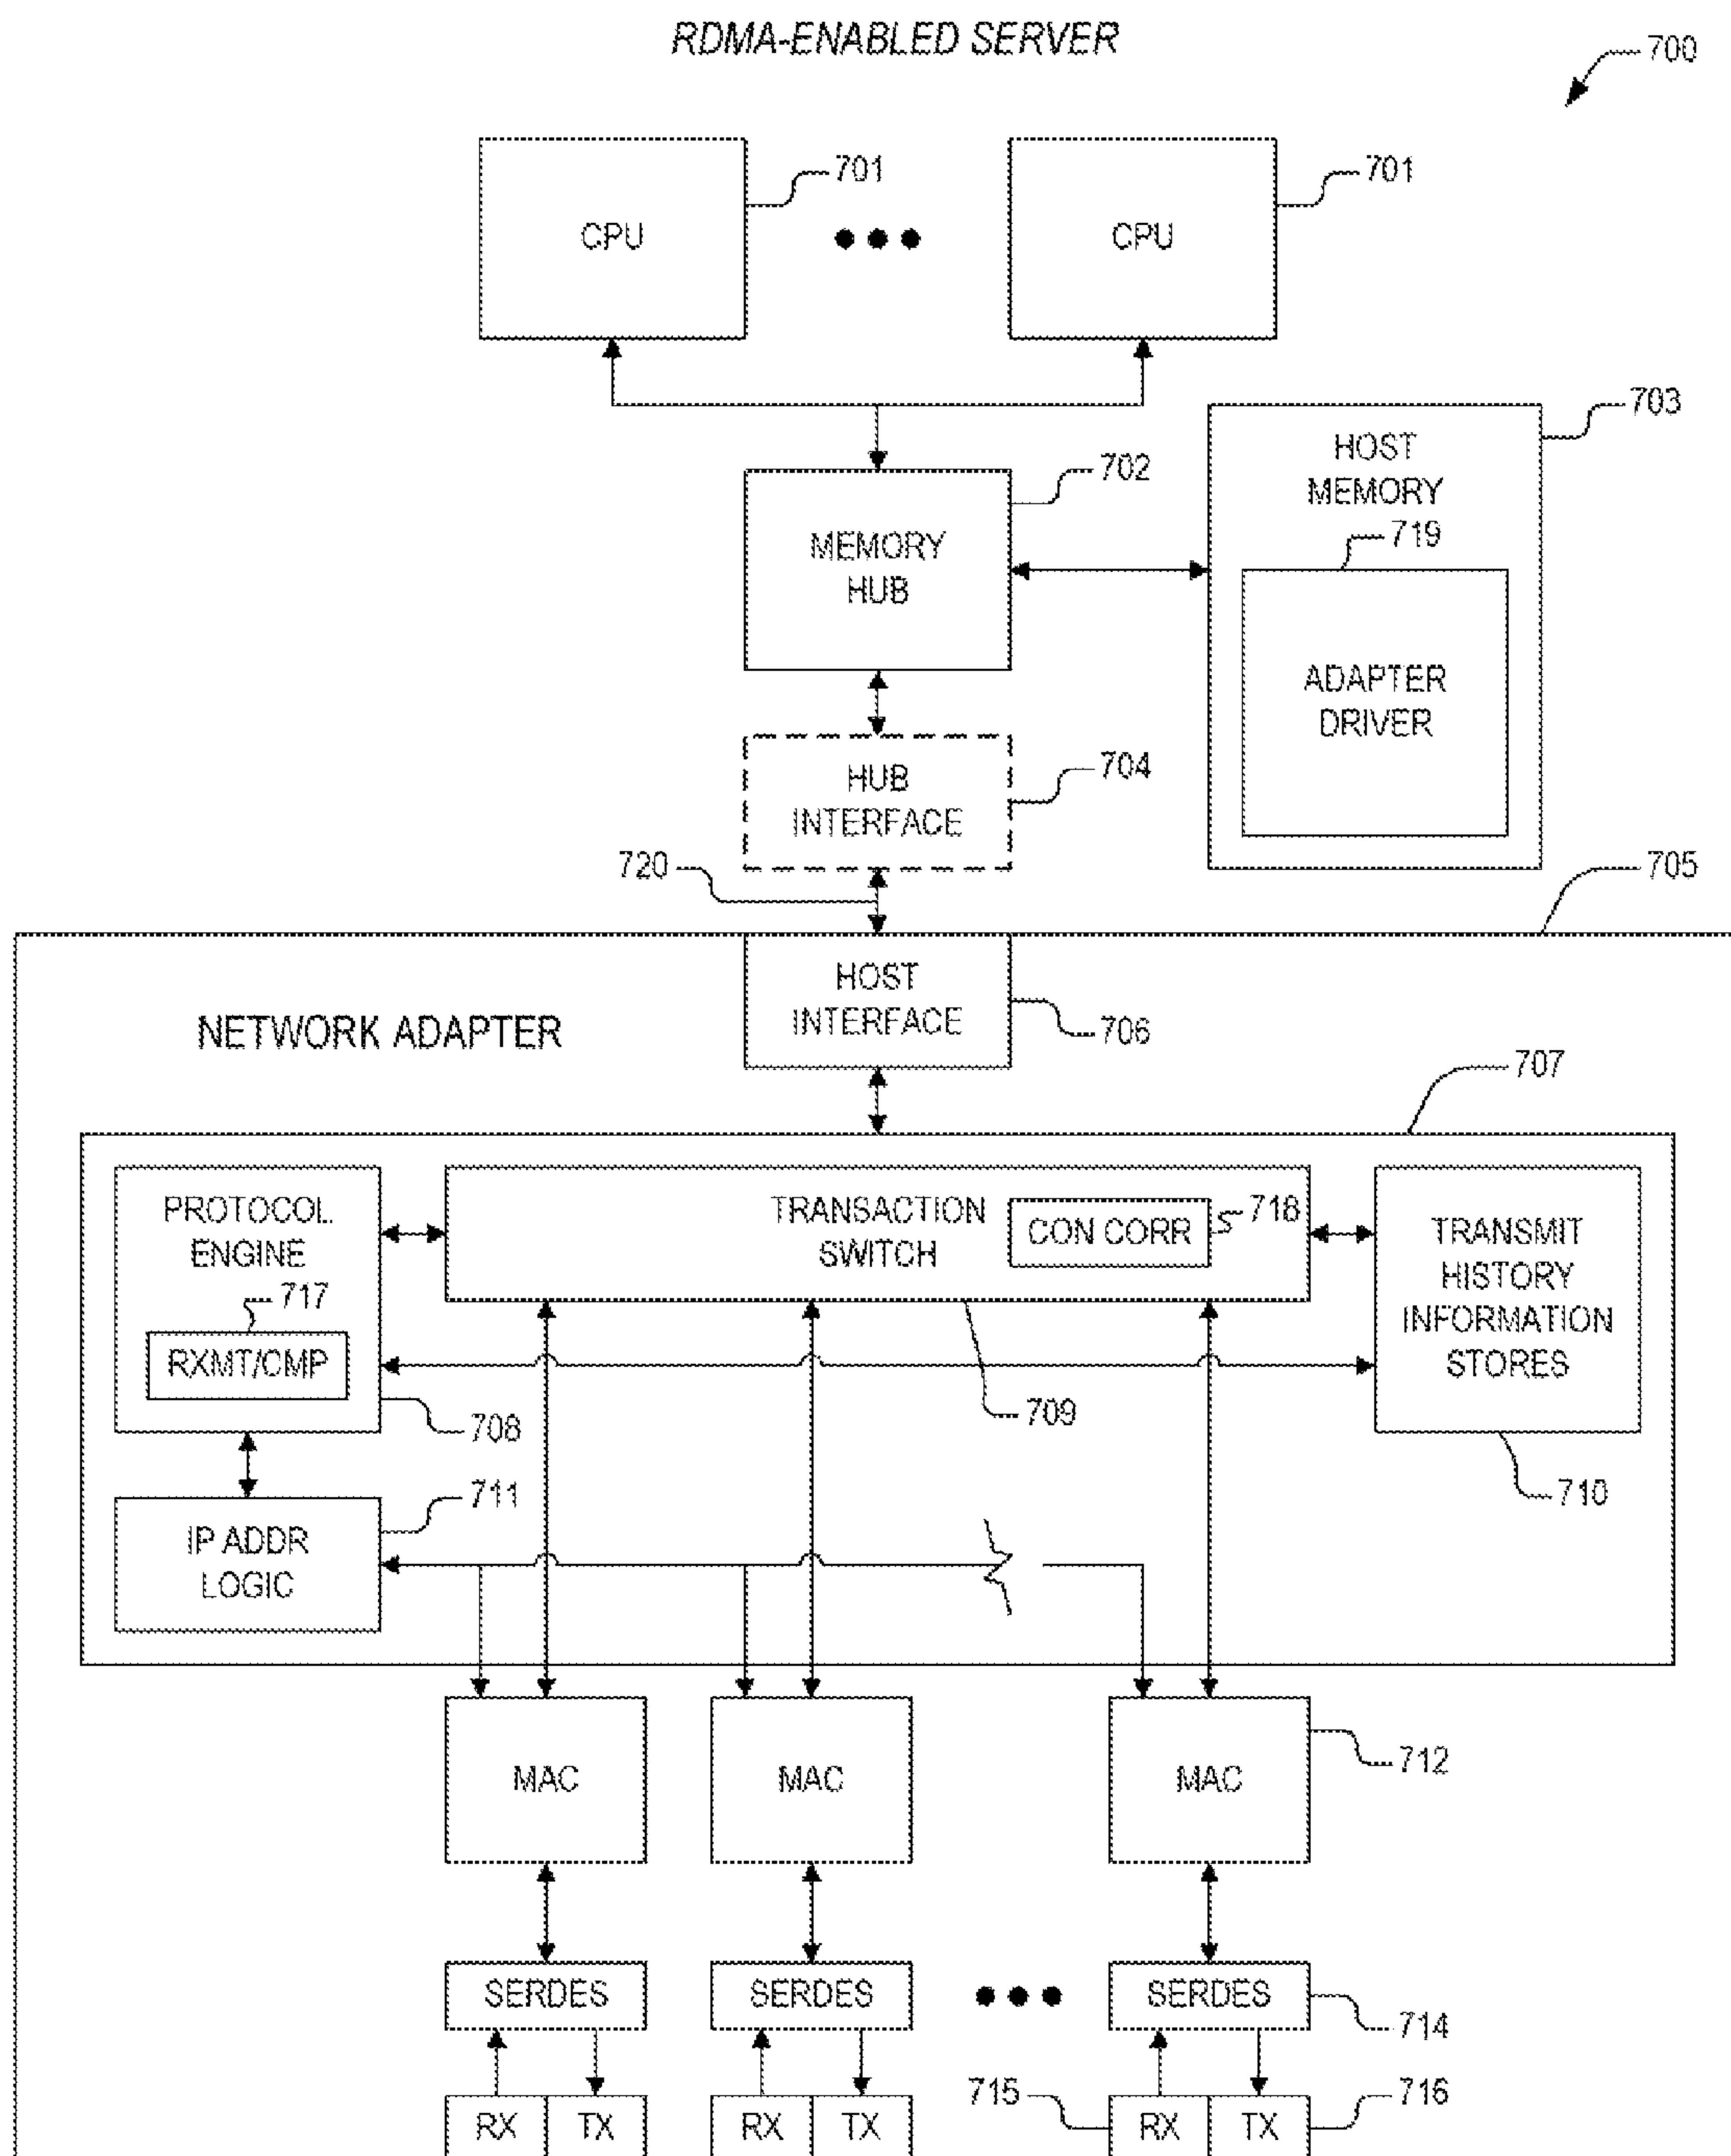 RDMA-ENABLED SERVER
700
701
701
CPU
CPU
703
HOST
MEMORY
702
719
MEMORY
HUB
ADAPTER
DRIVER
704
HUB
INTERFACE
720
705
HOST
INTERFACE
NETWORK ADAPTER
706
707
PROTOCOL
ENGINE
TRANSACTION
SWITCH
CON CORR
718
TRANSMIT
HISTORY
INFORMATION
STORES
717
RXMT/CMP
708
709
710
711
IP ADDR
LOGIC
MAC
MAC
MAC
712
SERDES
SERDES
SERDES
714
715
716
RX
TX
RX
TX
RX
TX